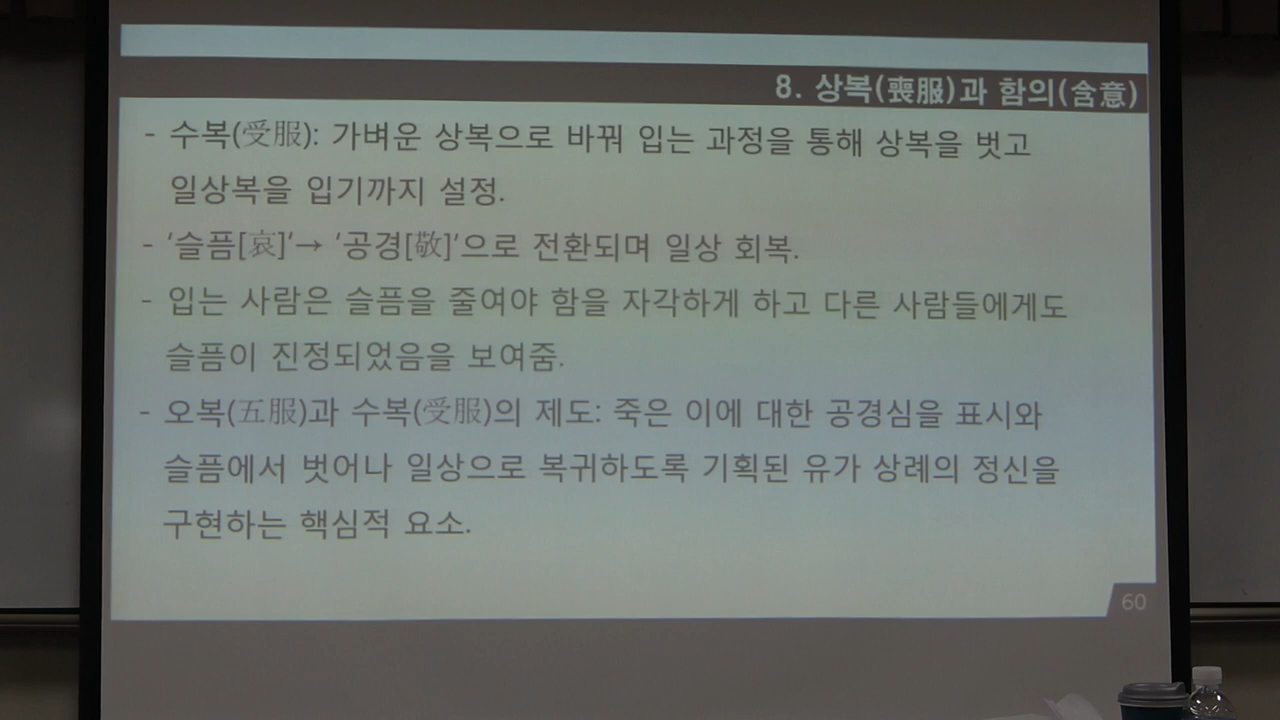 8. 상복(喪服)과 함의(含意)
- 수복(受服): 가벼운 상복으로 바꿔 입는 과정을 통해 상복을 벗고
일상복을 입기까지 설정.
- '슬픔[哀]'→ '공경[敬]'으로 전환되며 일상 회복.
- 입는 사람은 슬픔을 줄여야 함을 자각하게 하고 다른 사람들에게도
슬픔이 진정되었음을 보여줌.
- 오복(五服)과 수복(受服)의 제도: 죽은 이에 대한 공경심을 표시와
슬픔에서 벗어나 일상으로 복귀하도록 기획된 유가 상례의 정신을
구현하는 핵심적 요소.
60